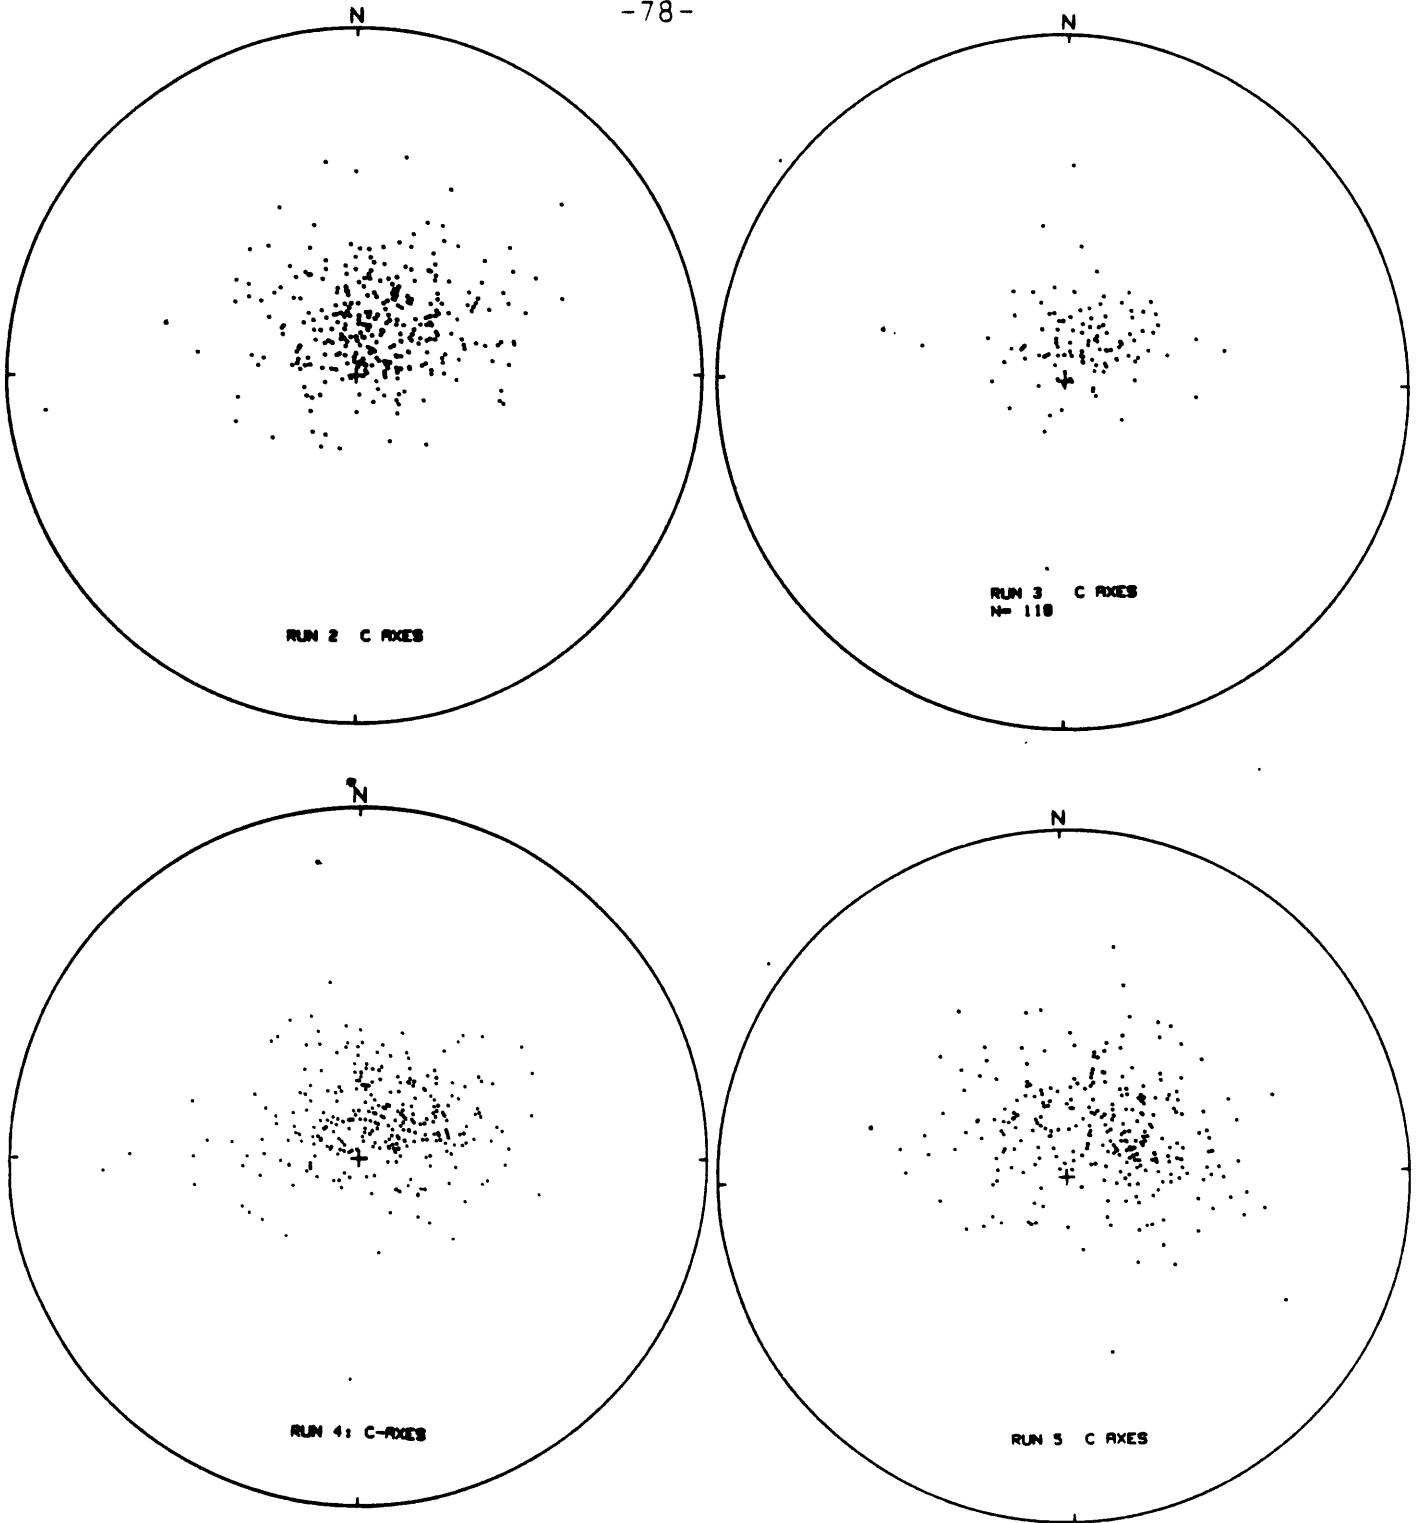 -78-
N
N
RUN 2 C AXES
RUN 3 C AXES
N= 118
N
N
RUN 4: C-AXES
RUN 5 C AXES